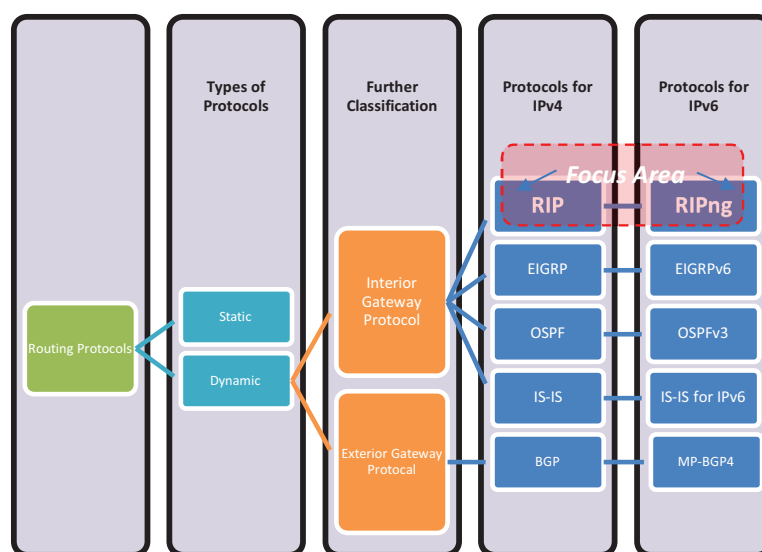 Types of
Protocols
Further
Classification
Protocols for
IPv4
Protocols for
IPv6
Focus Area
RIP
RIPng
Interior
Gateway
Protocol
EIGRP
EIGRPv6
Routing Protocols
Static
OSPF
OSPFv3
Dynamic
IS-IS
IS-IS for IPv6
Exterior Gateway
Protocal
BGP
MP-BGP4